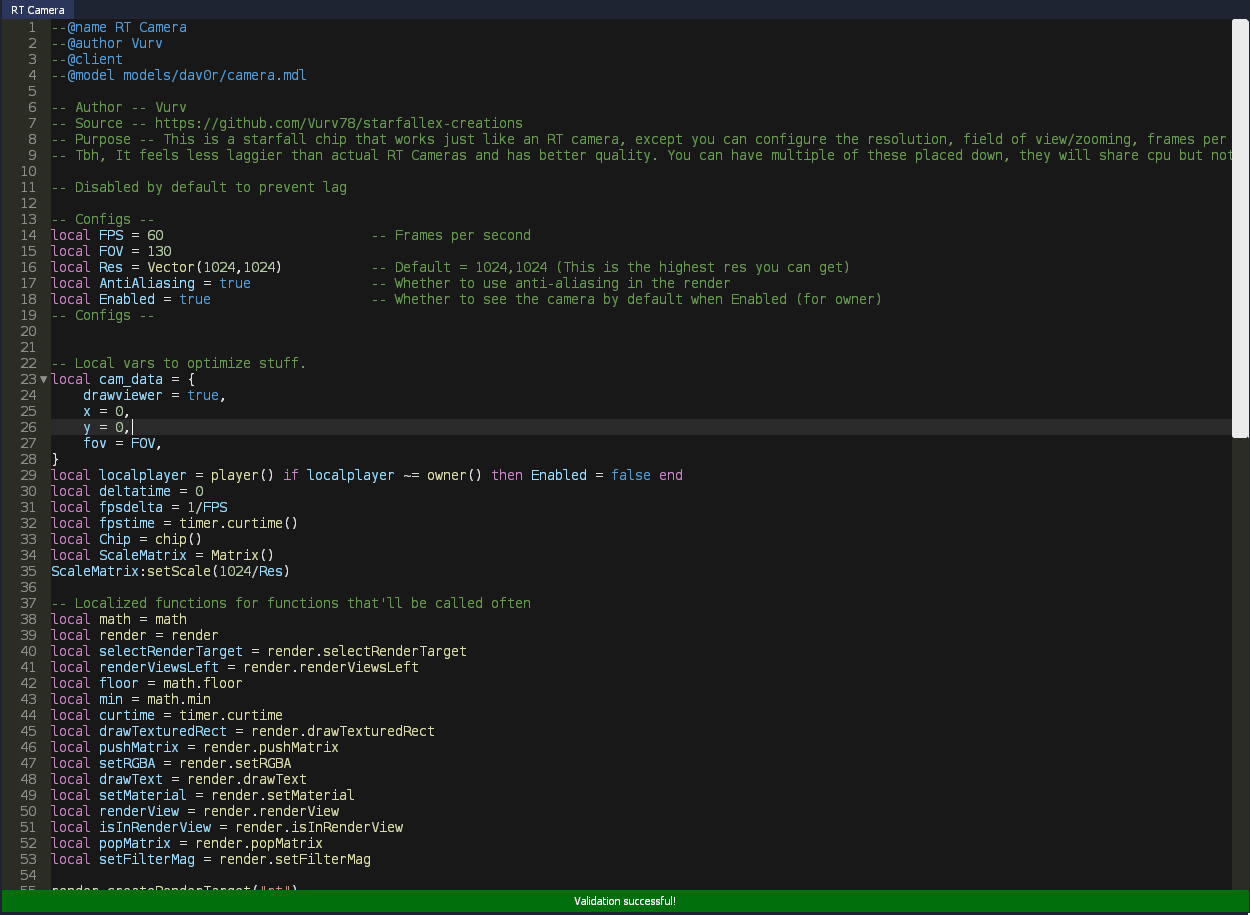 RT Camera
1 --@name RT Camera
2 --@author Vurv
3 --@client
4 --@model models/dav0r/camera.mdl
5
6 -- Author -- Vurv
7 -- Source -- https://github.com/Vurv78/starfallex-creations
8 -- Purpose -- This is a starfall chip that works just like an RT camera, except you can configure the resolution, field of view/zooming, frames per
9 -- Tbh, It feels less laggier than actual RT Cameras and has better quality. You can have multiple of these placed down, they will share cpu but not
10
11 -- Disabled by default to prevent lag
12
13 -- Configs --
14 local FPS = 60 -- Frames per second
15 local FOV = 130
16 local Res = Vector(1024,1024) -- Default = 1024,1024 (This is the highest res you can get)
17 local AntiAliasing = true -- Whether to use anti-aliasing in the render
18 local Enabled = true -- Whether to see the camera by default when Enabled (for owner)
19 -- Configs --
20
21
22 -- Local vars to optimize stuff.
23 local cam_data = {
24 drawviewer = true,
25 x = 0,
26 y = 0,
27 fov = FOV,
28 }
29 local localplayer = player() if localplayer ~= owner() then Enabled = false end
30 local deltatime = 0
31 local fpsdelta = 1/FPS
32 local fpstime = timer.curtime()
33 local Chip = chip()
34 local ScaleMatrix = Matrix()
35 ScaleMatrix:setScale(1024/Res)
36
37 -- Localized functions for functions that'll be called often
38 local math = math
39 local render = render
40 local selectRenderTarget = render.selectRenderTarget
41 local renderViewsLeft = render.renderViewsLeft
42 local floor = math.floor
43 local min = math.min
44 local curtime = timer.curtime
45 local drawTexturedRect = render.drawTexturedRect
46 local pushMatrix = render.pushMatrix
47 local setRGBA = render.setRGBA
48 local drawText = render.drawText
49 local setMaterial = render.setMaterial
50 local renderView = render.renderView
51 local isInRenderView = render.isInRenderView
52 local popMatrix = render.popMatrix
53 local setFilterMag = render.setFilterMag
54
55 render.createRenderTarget("rt")
Validation successful!